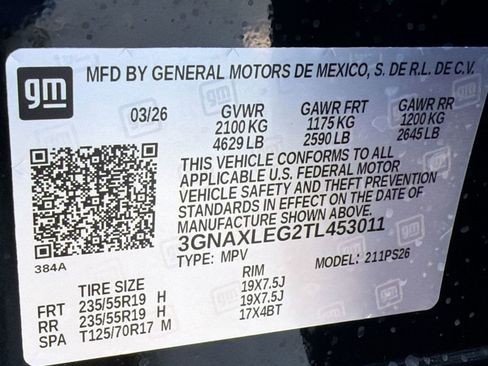 gm MFD BY GENERAL MOTORS DE MEXICO, S. DE R.L. DE C.V.
03/26 GVWR GAWR FRT GAWR RR
2100 KG 1175 KG 1200 KG
4629 LB 2590 LB 2645 LB
THIS VEHICLE CONFORMS TO ALL
APPLICABLE U.S. FEDERAL MOTOR
VEHICLE SAFETY AND THEFT PREVENTION
STANDARDS IN EFFECT ON THE DATE OF
MANUFACTURE SHOWN ABOVE.
3GNAXLEG2TL453011
384A TYPE: MPV MODEL: 211PS26
TIRE SIZE RIM
FRT 235/55R19 H 19X7.5J
RR 235/55R19 H 19X7.5J
SPA T125/70R17 M 17X4BT